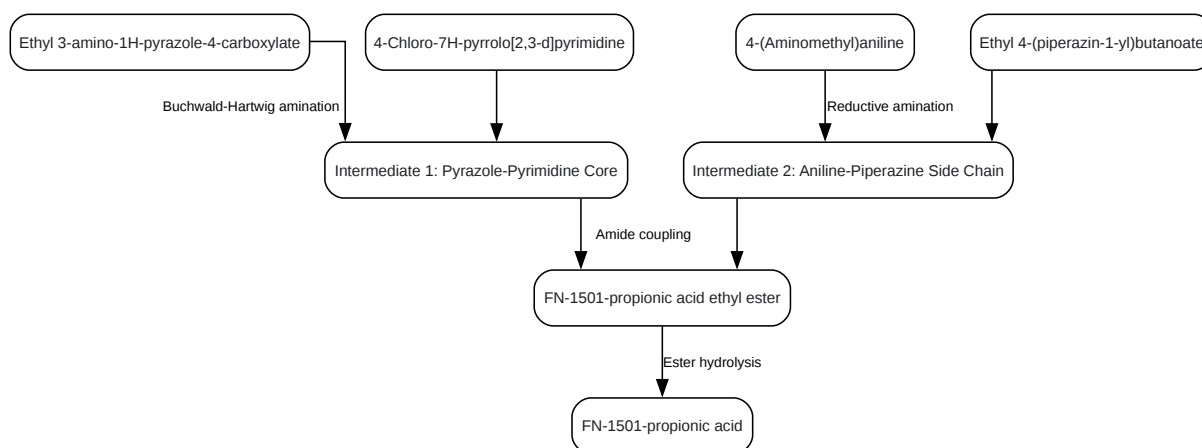 Ethyl 3-amino-1H-pyrazole-4-carboxylate
4-Chloro-7H-pyrrolo[2,3-d]pyrimidine
4-(Aminomethyl)aniline
Ethyl 4-(piperazin-1-yl)butanoate
Buchwald-Hartwig amination
Reductive amination
Intermediate 1: Pyrazole-Pyrimidine Core
Intermediate 2: Aniline-Piperazine Side Chain
Amide coupling
FN-1501-propionic acid ethyl ester
Ester hydrolysis
FN-1501-propionic acid